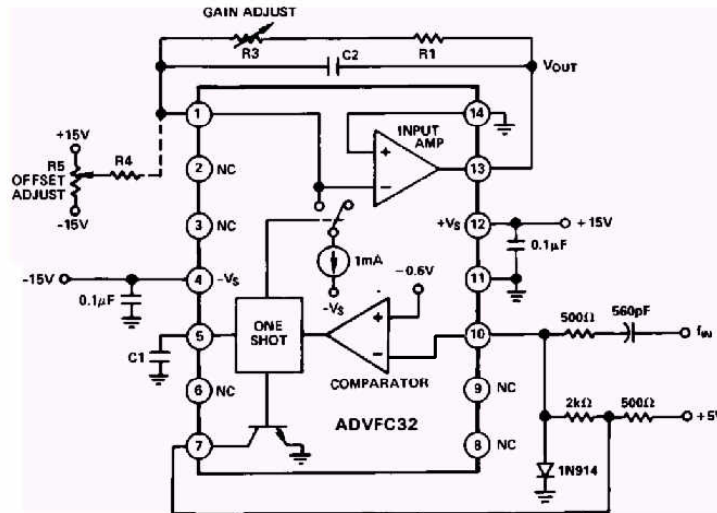 GAIN ADJUST
R3
R1
C2
VOUT
+15V
R5
OFFSET
ADJUST
-15V
R4
1
14
INPUT
AMP
+
−
13
2 NC
3 NC
+VS 12
+15V
0.1μF
1mA
-VS
11
-15V
4 -VS
0.1μF
−0.6V
5
ONE
SHOT
+
−
COMPARATOR
10
500Ω
560pF
fIN
C1
6 NC
9 NC
2kΩ
500Ω
+5V
7
ADVFC32
8 NC
1N914